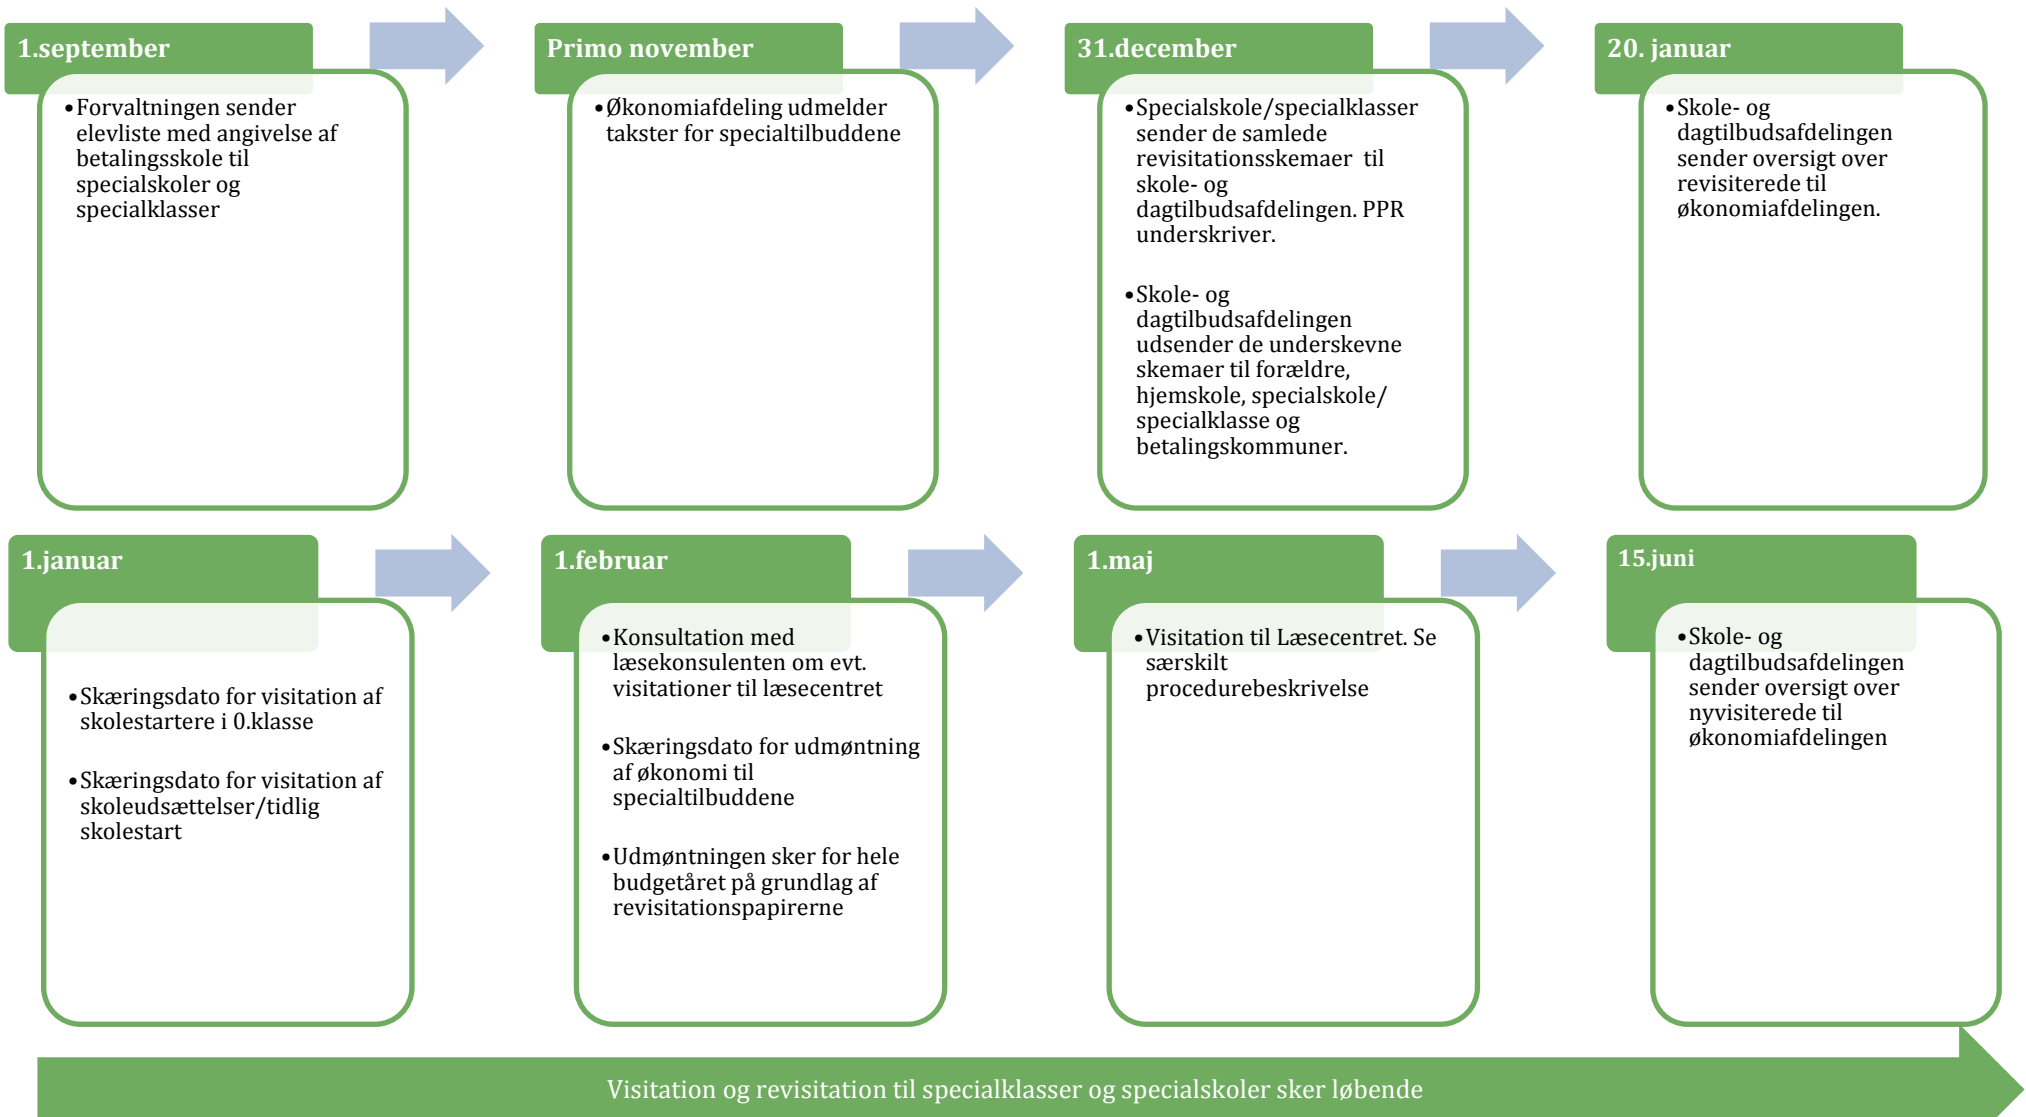 1.september
•Forvaltningen sender
elevliste med angivelse af
betalingsskole til
specialskoler og
specialklasser
Primo november
•Økonomiafdeling udmelder
takster for specialtilbuddene
31.december
•Specialskole/specialklasser
sender de samlede
revisitationsskemaer til
skole- og
dagtilbudsafdelingen. PPR
underskriver.
•Skole- og
dagtilbudsafdelingen
udsender de underskevne
skemaer til forældre,
hjemskole, specialskole/
specialklasse og
betalingskommuner.
20. januar
•Skole- og
dagtilbudsafdelingen
sender oversigt over
revisiterede til
økonomiafdelingen.
1.januar
•Skæringsdato for visitation af
skolestartere i 0.klasse
•Skæringsdato for visitation af
skoleudsættelser/tidlig
skolestart
1.februar
•Konsultation med
læsekonsulenten om evt.
visitationer til læsecentret
•Skæringsdato for udmøntning
af økonomi til
specialtilbuddene
•Udmøntningen sker for hele
budgetåret på grundlag af
revisitationspapirerne
1.maj
•Visitation til Læsecentret. Se
særskilt
procedurebeskrivelse
15.juni
•Skole- og
dagtilbudsafdelingen
sender oversigt over
nyvisiterede til
økonomiafdelingen
Visitation og revisitation til specialklasser og specialskoler sker løbende